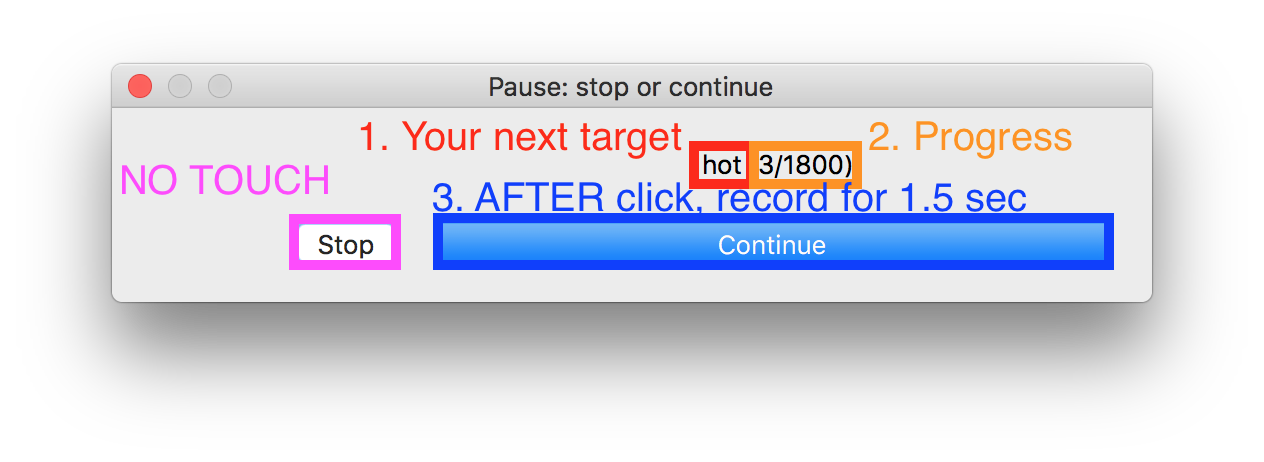 Pause: stop or continue
1. Your next target
2. Progress
hot 3/1800)
NO TOUCH
3. AFTER click, record for 1.5 sec
Stop
Continue